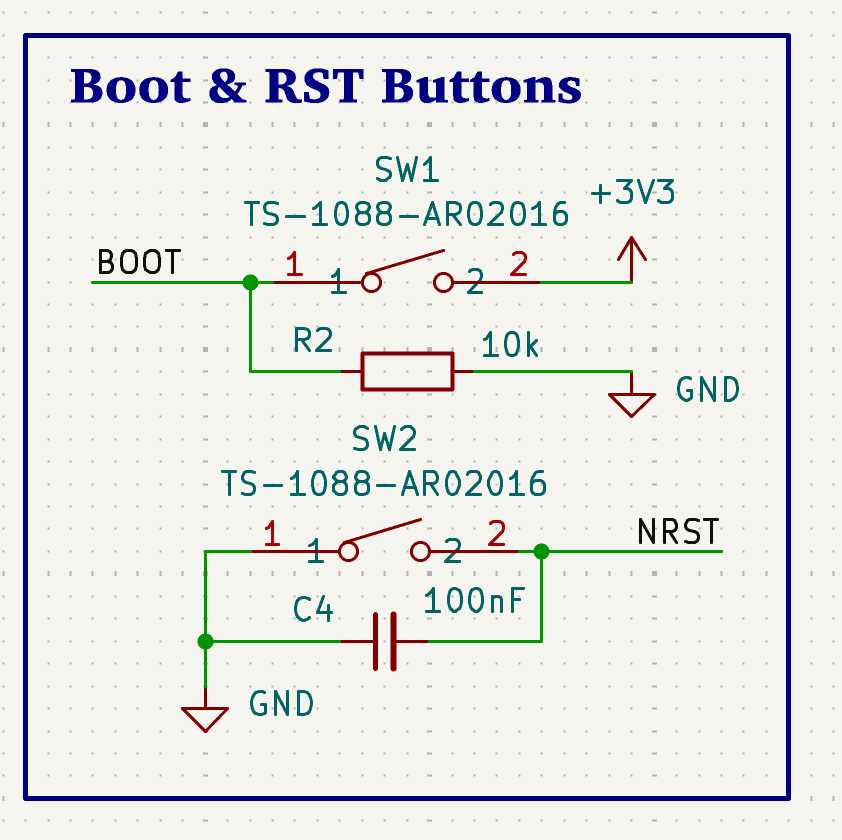 Boot & RST Buttons
SW1
TS-1088-AR02016
+3V3
BOOT
1
1
2
2
R2
10k
GND
SW2
TS-1088-AR02016
1
1
2
2
NRST
C4
100nF
GND